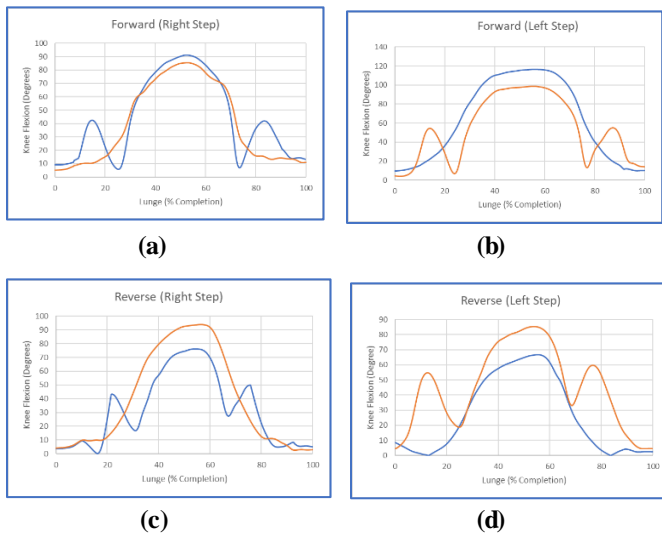 Forward (Right Step)
Knee Flexion (Degrees)
100
90
80
70
60
50
40
30
20
10
0
0 20 40 60 80 100
Lunge (% Completion)
(a)
Forward (Left Step)
Knee Flexion (Degrees)
140
120
100
80
60
40
20
0
0 20 40 60 80 100
Lunge (% Completion)
(b)
Reverse (Right Step)
Knee Flexion (Degrees)
100
90
80
70
60
50
40
30
20
10
0
0 20 40 60 80 100
Lunge (% Completion)
(c)
Reverse (Left Step)
Knee Flexion (Degrees)
90
80
70
60
50
40
30
20
10
0
0 20 40 60 80 100
Lunge (% Completion)
(d)